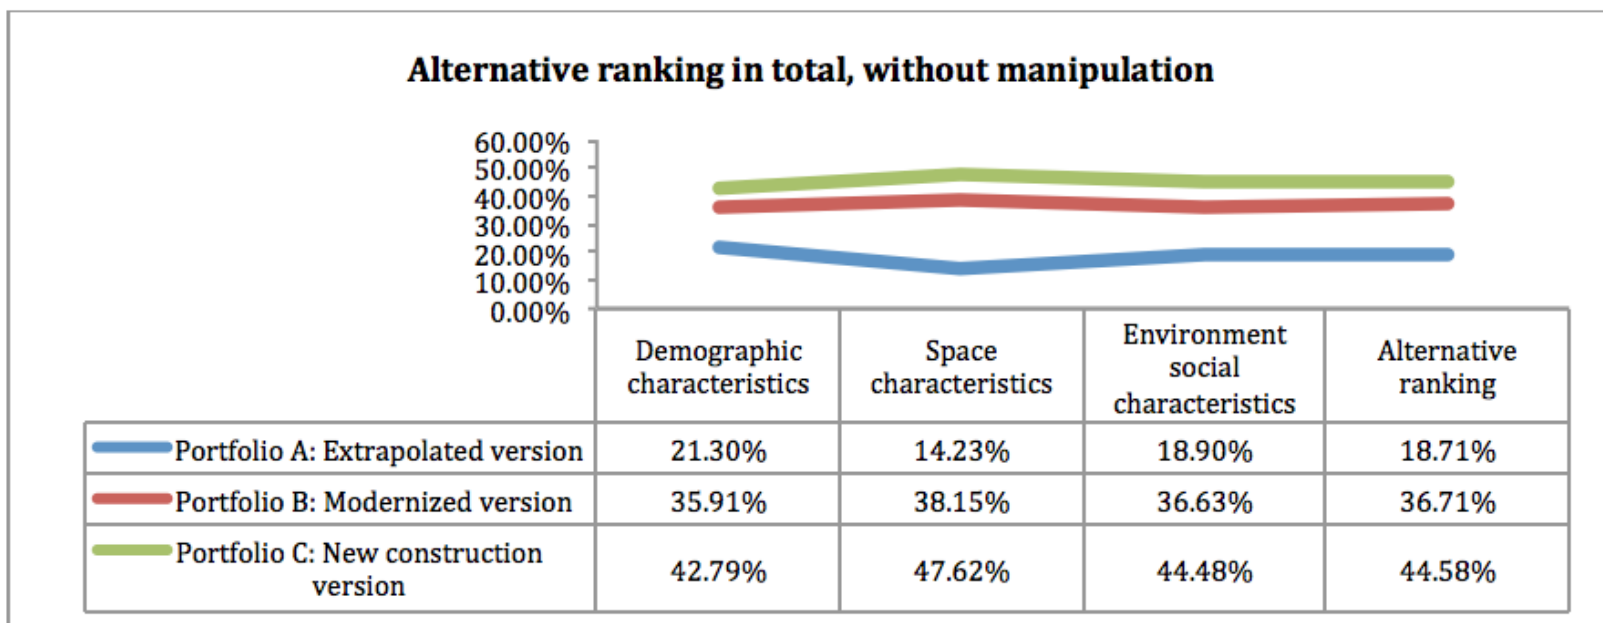 Alternative ranking in total, without manipulation
60.00%
50.00%
40.00%
30.00%
20.00%
10.00%
0.00%
Demographic
characteristics
Space
characteristics
Environment
social
characteristics
Alternative
ranking
Portfolio A: Extrapolated version 21.30% 14.23% 18.90% 18.71%
Portfolio B: Modernized version 35.91% 38.15% 36.63% 36.71%
Portfolio C: New construction
version
42.79% 47.62% 44.48% 44.58%